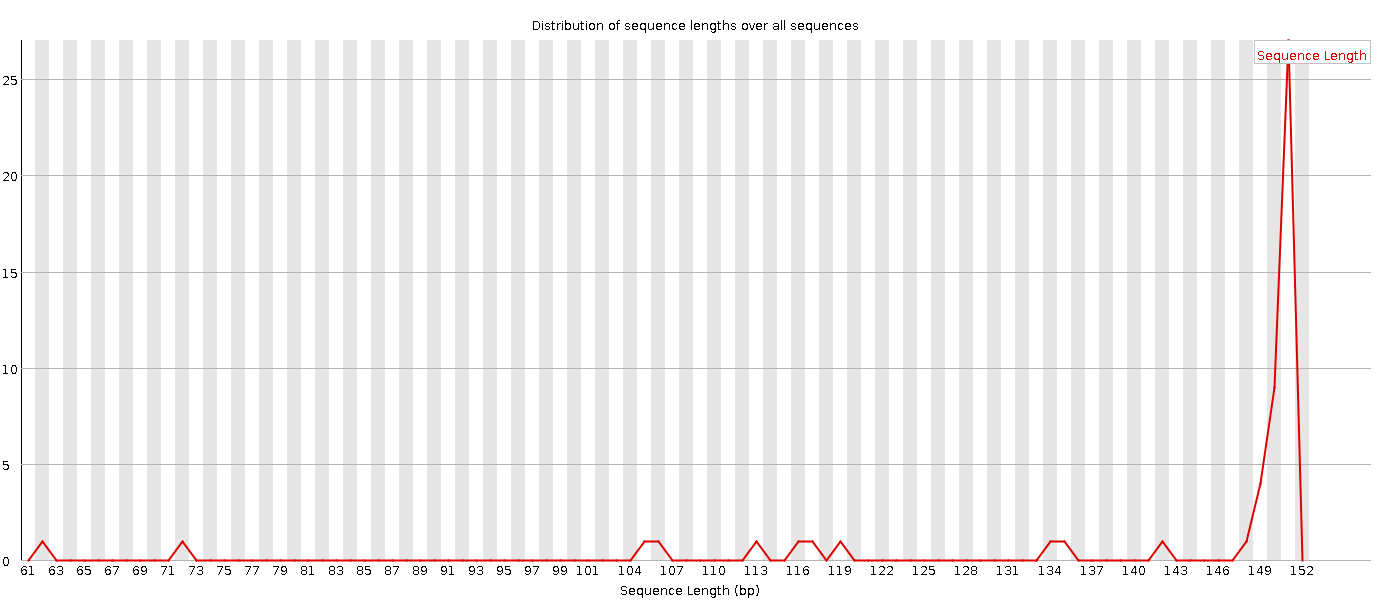 Distribution of sequence lengths over all sequences
Sequence Length
25
20
15
10
5
0
61 63 65 67 69 71 73 75 77 79 81 83 85 87 89 91 93 95 97 99 101 104 107 110 113 116 119 122 125 128 131 134 137 140 143 146 149 152
Sequence Length (bp)